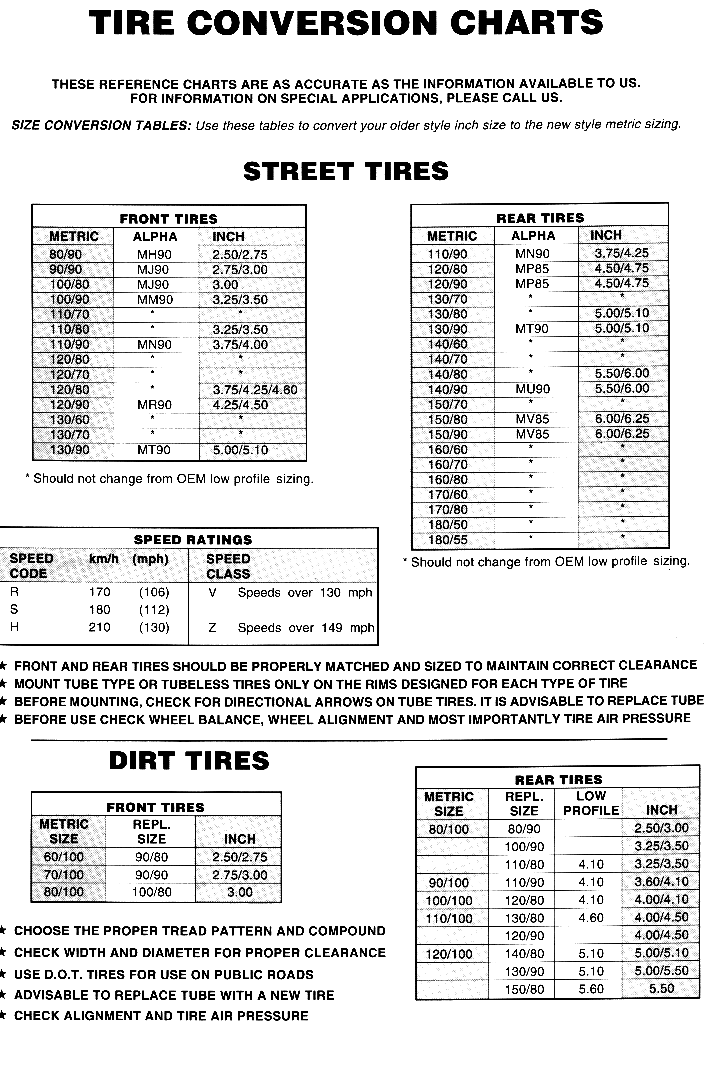 TIRE CONVERSION CHARTS
THESE REFERENCE CHARTS ARE AS ACCURATE AS THE INFORMATION AVAILABLE TO US.
FOR INFORMATION ON SPECIAL APPLICATIONS, PLEASE CALL US.
SIZE CONVERSION TABLES: Use these tables to convert your older style inch size to the new style metric sizing.
STREET TIRES
FRONT TIRES
METRIC ALPHA INCH
80/90 MH90 2.50/2.75
90/90 MJ90 2.75/3.00
100/80 MJ90 3.00
100/90 MM90 3.25/3.50
110/70 * *
110/80 * 3.25/3.50
110/90 MN90 3.75/4.00
120/80 * *
120/70 * *
120/80 * 3.75/4.25/4.60
120/90 MR90 4.25/4.50
130/60 * *
130/70 * *
130/90 MT90 5.00/5.10
* Should not change from OEM low profile sizing.
REAR TIRES
METRIC ALPHA INCH
110/90 MN90 3.75/4.25
120/80 MP85 4.50/4.75
120/90 MP85 4.50/4.75
130/70 * *
130/80 * 5.00/5.10
130/90 MT90 5.00/5.10
140/60 * *
140/70 * *
140/80 * 5.50/6.00
140/90 MU90 5.50/6.00
150/70 * *
150/80 MV85 6.00/6.25
150/90 MV85 6.00/6.25
160/60 * *
160/70 * *
160/80 * *
170/60 * *
170/80 * *
180/50 * *
180/55 * *
* Should not change from OEM low profile sizing.
SPEED RATINGS
SPEED CODE km/h (mph) SPEED CLASS
R 170 (106) V Speeds over 130 mph
S 180 (112)
H 210 (130) Z Speeds over 149 mph
★ FRONT AND REAR TIRES SHOULD BE PROPERLY MATCHED AND SIZED TO MAINTAIN CORRECT CLEARANCE
★ MOUNT TUBE TYPE OR TUBELESS TIRES ONLY ON THE RIMS DESIGNED FOR EACH TYPE OF TIRE
★ BEFORE MOUNTING, CHECK FOR DIRECTIONAL ARROWS ON TUBE TIRES. IT IS ADVISABLE TO REPLACE TUBE
★ BEFORE USE CHECK WHEEL BALANCE, WHEEL ALIGNMENT AND MOST IMPORTANTLY TIRE AIR PRESSURE
DIRT TIRES
FRONT TIRES
METRIC SIZE REPL. SIZE INCH
60/100 90/80 2.50/2.75
70/100 90/90 2.75/3.00
80/100 100/80 3.00
REAR TIRES
METRIC SIZE REPL. SIZE LOW PROFILE INCH
80/100 80/90 2.50/3.00
100/90 3.25/3.50
110/80 4.10 3.25/3.50
90/100 110/90 4.10 3.60/4.10
100/100 120/80 4.10 4.00/4.10
110/100 130/80 4.60 4.00/4.50
120/90 4.00/4.50
120/100 140/80 5.10 5.00/5.10
130/90 5.10 5.00/5.50
150/80 5.60 5.50
★ CHOOSE THE PROPER TREAD PATTERN AND COMPOUND
★ CHECK WIDTH AND DIAMETER FOR PROPER CLEARANCE
★ USE D.O.T. TIRES FOR USE ON PUBLIC ROADS
★ ADVISABLE TO REPLACE TUBE WITH A NEW TIRE
★ CHECK ALIGNMENT AND TIRE AIR PRESSURE